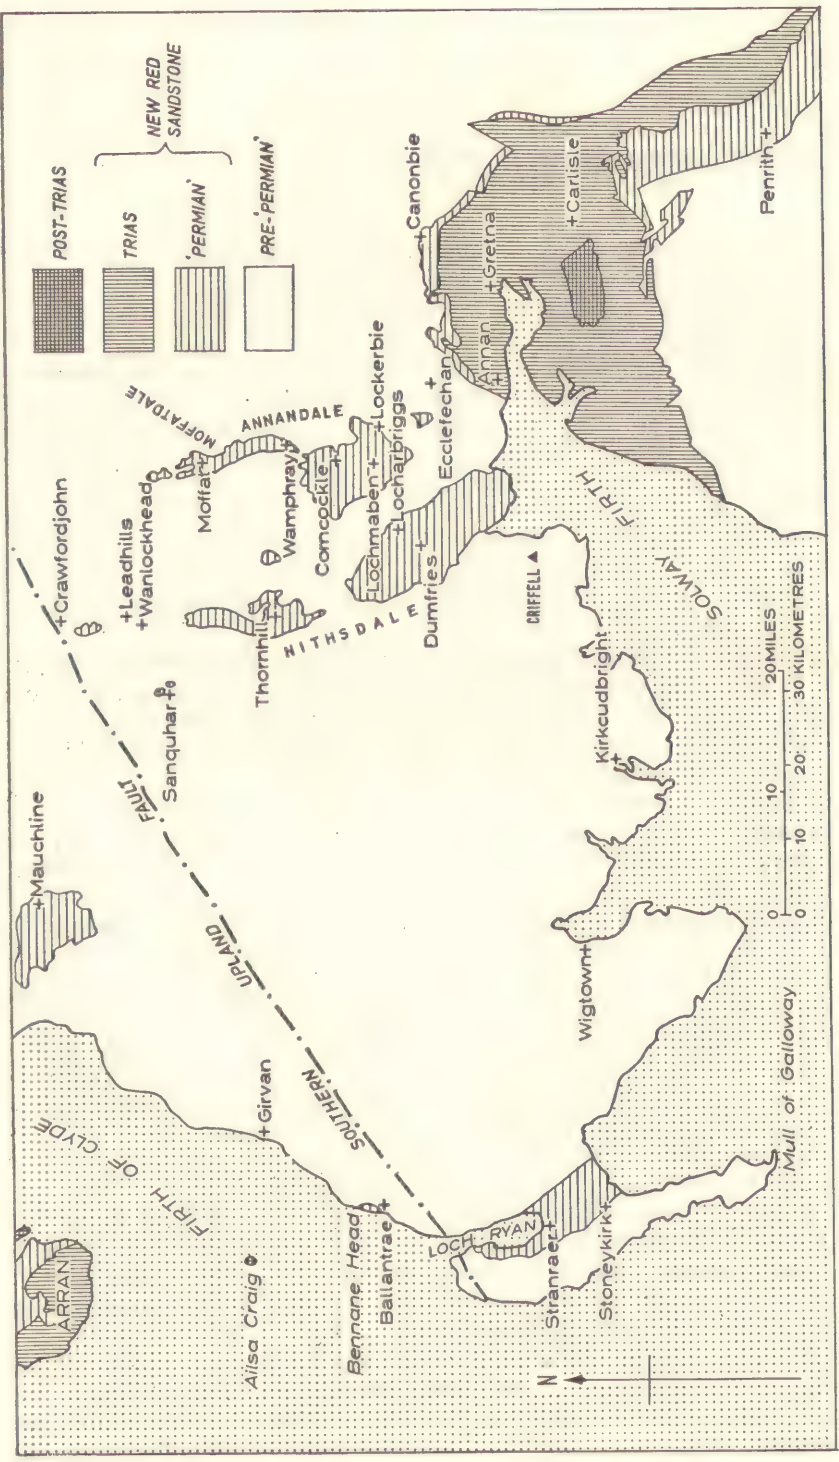 POST-TRIAS
TRIAS
'PERMIAN'
PRE-'PERMIAN'
NEW RED
SANDSTONE
ARRAN
FIRTH OF CLYDE
Mauchline
Crawfordjohn
Leadhills
Wanlockhead
MOFFATDALE
ANNANDALE
Moffat
Wamphray
Corncockle
Lochmaben
Lockerbie
Locharbriggs
Ecclefechan
Canonbie
Gretna
Annan
Carlisle
Penrith
Sanquhar
Thornhill
NITHSDALE
Dumfries
CRIFFELL
SOUTHERN
UPLAND
FAULT
Girvan
Ailsa Craig
Bennane Head
Ballantrae
LOCH RYAN
Stranraer
Stoneykirk
Wigtown
Kirkcudbright
SOLWAY
FIRTH
Mull of Galloway
N
0 10 20 MILES
0 10 20 30 KILOMETRES